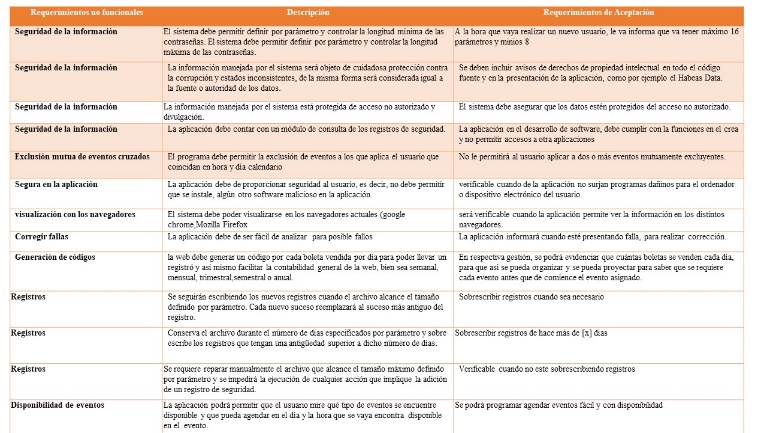 Requerimientos no funcionales
Descripción
Requerimientos de Aceptación
Seguridad de la información
El sistema debe permitir definir por parámetro y controlar la longitud mínima de las
contraseñas. El sistema debe permitir definir por parámetro y controlar la longitud
máxima de las contraseñas.
A la hora que vaya realizar un nuevo usuario, le va informa que va tener máximo 16
parámetros y minios 8
Seguridad de la información
La información manejada por el sistema será objeto de cuidadosa protección contra
la corrupción y estados inconsistentes, de la misma forma será considerada igual a
la fuente o autoridad de los datos.
Se deben incluir avisos de derechos de propiedad intelectual en todo el código
fuente y en la presentación de la aplicación, como por ejemplo el Habeas Data.
Seguridad de la información
La información manejada por el sistema está protegida de acceso no autorizado y
divulgación.
El sistema debe asegurar que los datos estén protegidos del acceso no autorizado.
Seguridad de la información
La aplicación debe contar con un módulo de consulta de los registros de seguridad.
La aplicación en el desarrollo de software, debe cumplir con la funciones en el crea
y no permitir accesos a otra aplicaciones
Exclusión mutua de eventos cruzados
El programa debe permitir la exclusión de eventos a los que aplica el usuario que
coincidan en hora y día calendario
No le permitirá al usuario aplicar a dos o más eventos mutuamente excluyentes.
Segura en la aplicación
La aplicación debe de proporcionar seguridad al usuario, es decir, no debe permitir
que se instale, algún otro software malicioso en la aplicación
verificable cuando de la aplicación no surjan programas dañinos para el ordenador
o dispositivo electrónico del usuario.
visualización con los navegadores
El sistema debe poder visualizarse en los navegadores actuales (google
chrome,Mozilla Firefox
será verificable cuando la aplicación permite ver la información en los distintos
navegadores.
Corregir fallas
La aplicación debe de ser fácil de analizar para posible fallos
La aplicación informará cuando esté presentando falla, para realizar corrección.
Generación de códigos
la web debe generar un código por cada boleta vendida por día para poder llevar un
registró y así mismo facilitar la contabilidad general de la web, bien sea semanal,
mensual, trimestral,semestral o anual.
En respectiva gestión, se podrá evidenciar que cuántas boletas se venden cada día,
para que así se pueda organizar y se pueda proyectar para saber que se requiere
cada evento antes que de comience el evento asignado.
Registros
Se seguirán escribiendo los nuevos registros cuando el archivo alcance el tamaño
definido por parámetro. Cada nuevo suceso reemplazará al suceso más antiguo del
registro.
Sobrescribir registros cuando sea necesario
Registros
Conserva el archivo durante el número de días especificados por parámetro y sobre
escribe los registros que tengan una antigüedad superior a dicho número de días.
Sobrescribir registros de hace más de [x] días
Registros
Se requiere reparar manualmente el archivo que alcance el tamaño máximo definido
por parámetro y se impedirá la ejecución de cualquier acción que implique la adición
de un registro de seguridad.
Verificable cuando no este sobrescribiendo registros
Disponibilidad de eventos
La aplicación podrá permitir que el usuario mire qué tipo de eventos se encuentre
disponible y que pueda agendar en el día y la hora que se vaya encontra disponible
en el evento.
Se podrá programar agendar eventos fácil y con disponibilidad